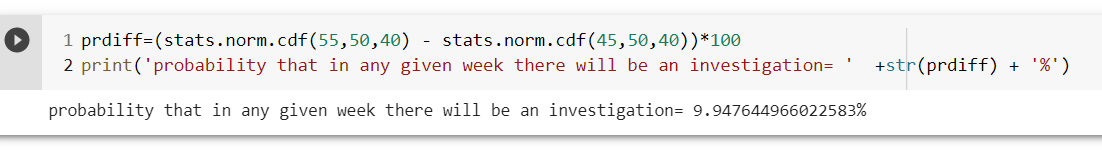 1 prdiff=(stats.norm.cdf(55,50,40) - stats.norm.cdf(45,50,40))*100
2 print('probability that in any given week there will be an investigation= '  +str(prdiff) + '%')
probability that in any given week there will be an investigation= 9.947644966022583%